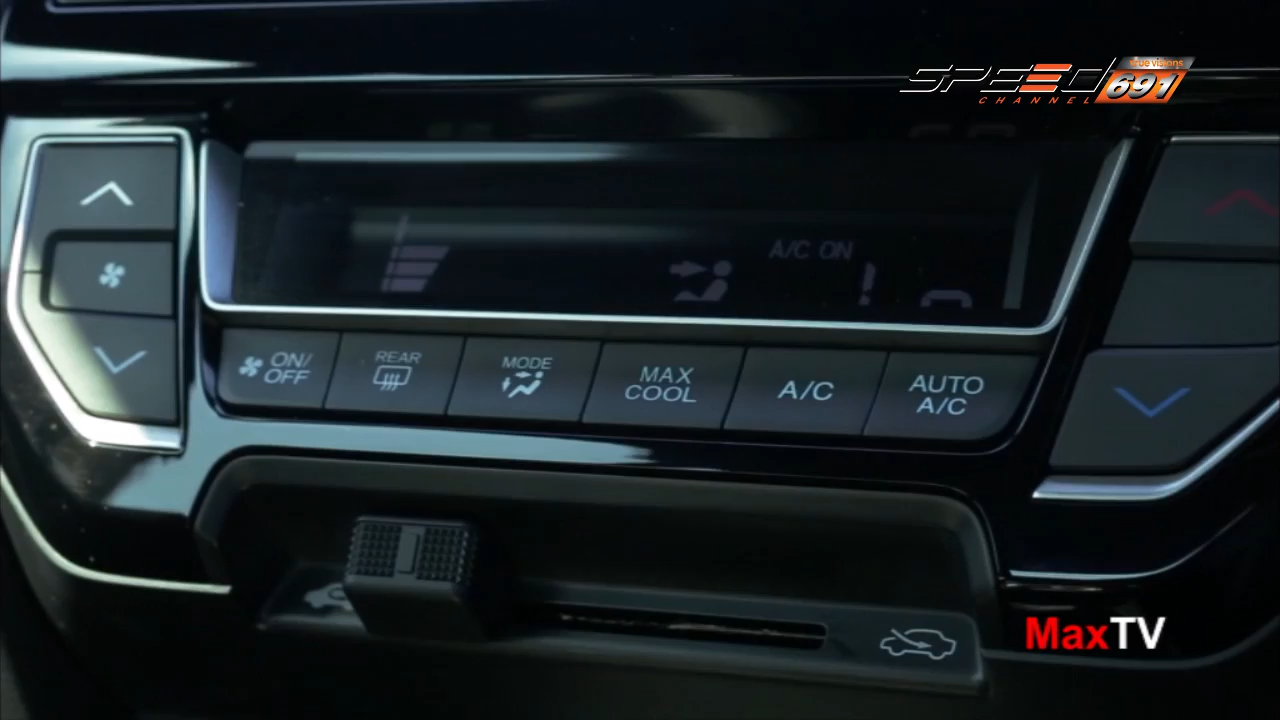 SPEED
CHANNEL
true visions
691
A/C ON
ON/
OFF
REAR
MODE
MAX
COOL
A/C
AUTO
A/C
MaxTV